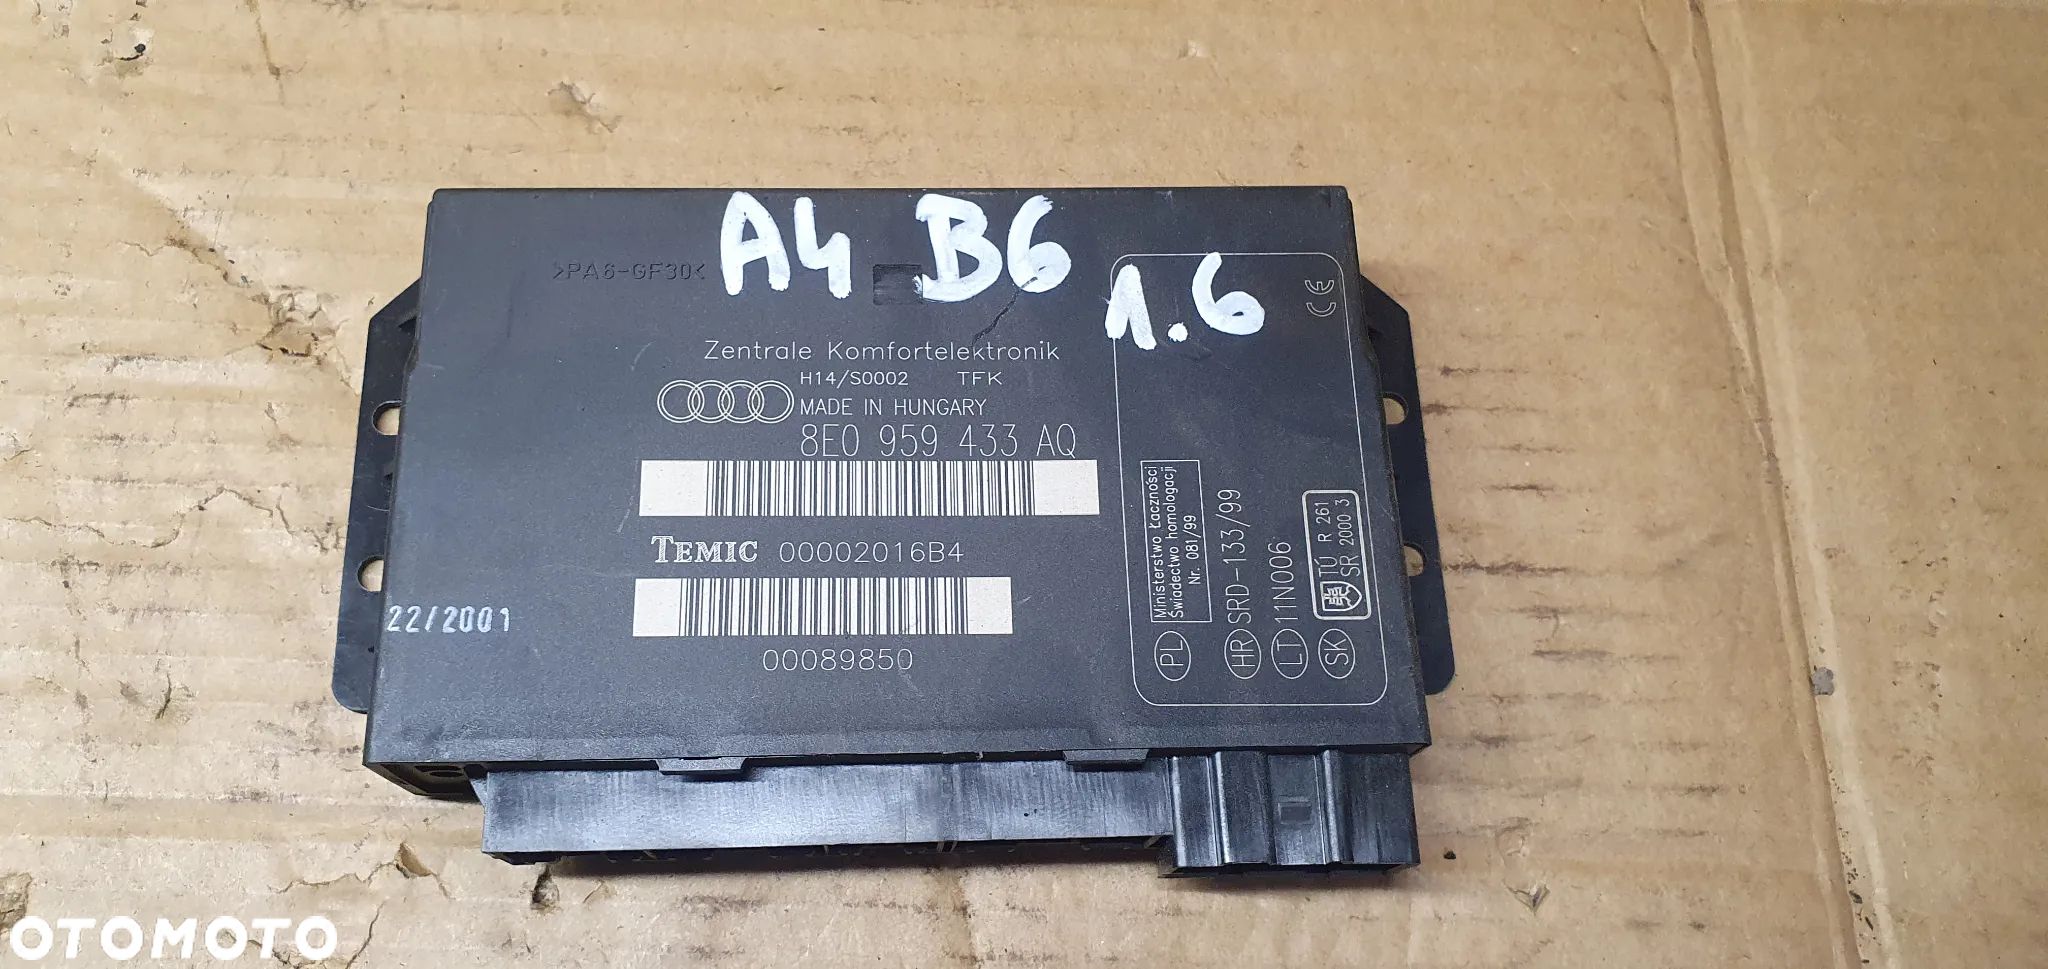 A4 B6
1.6
>PA6-GF30<
CE
Zentrale Komfortelektronik
H14/S0002 TFK
MADE IN HUNGARY
8E0 959 433 AQ
TEMIC 00002016B4
22/2001
00089850
PL Ministerstwo Łączności
Świadectwo homologacji
Nr. 081/99
HR SRD-133/99
LT 11N006
SK TÚ R 261
SR 2000 3
OTOMOTO